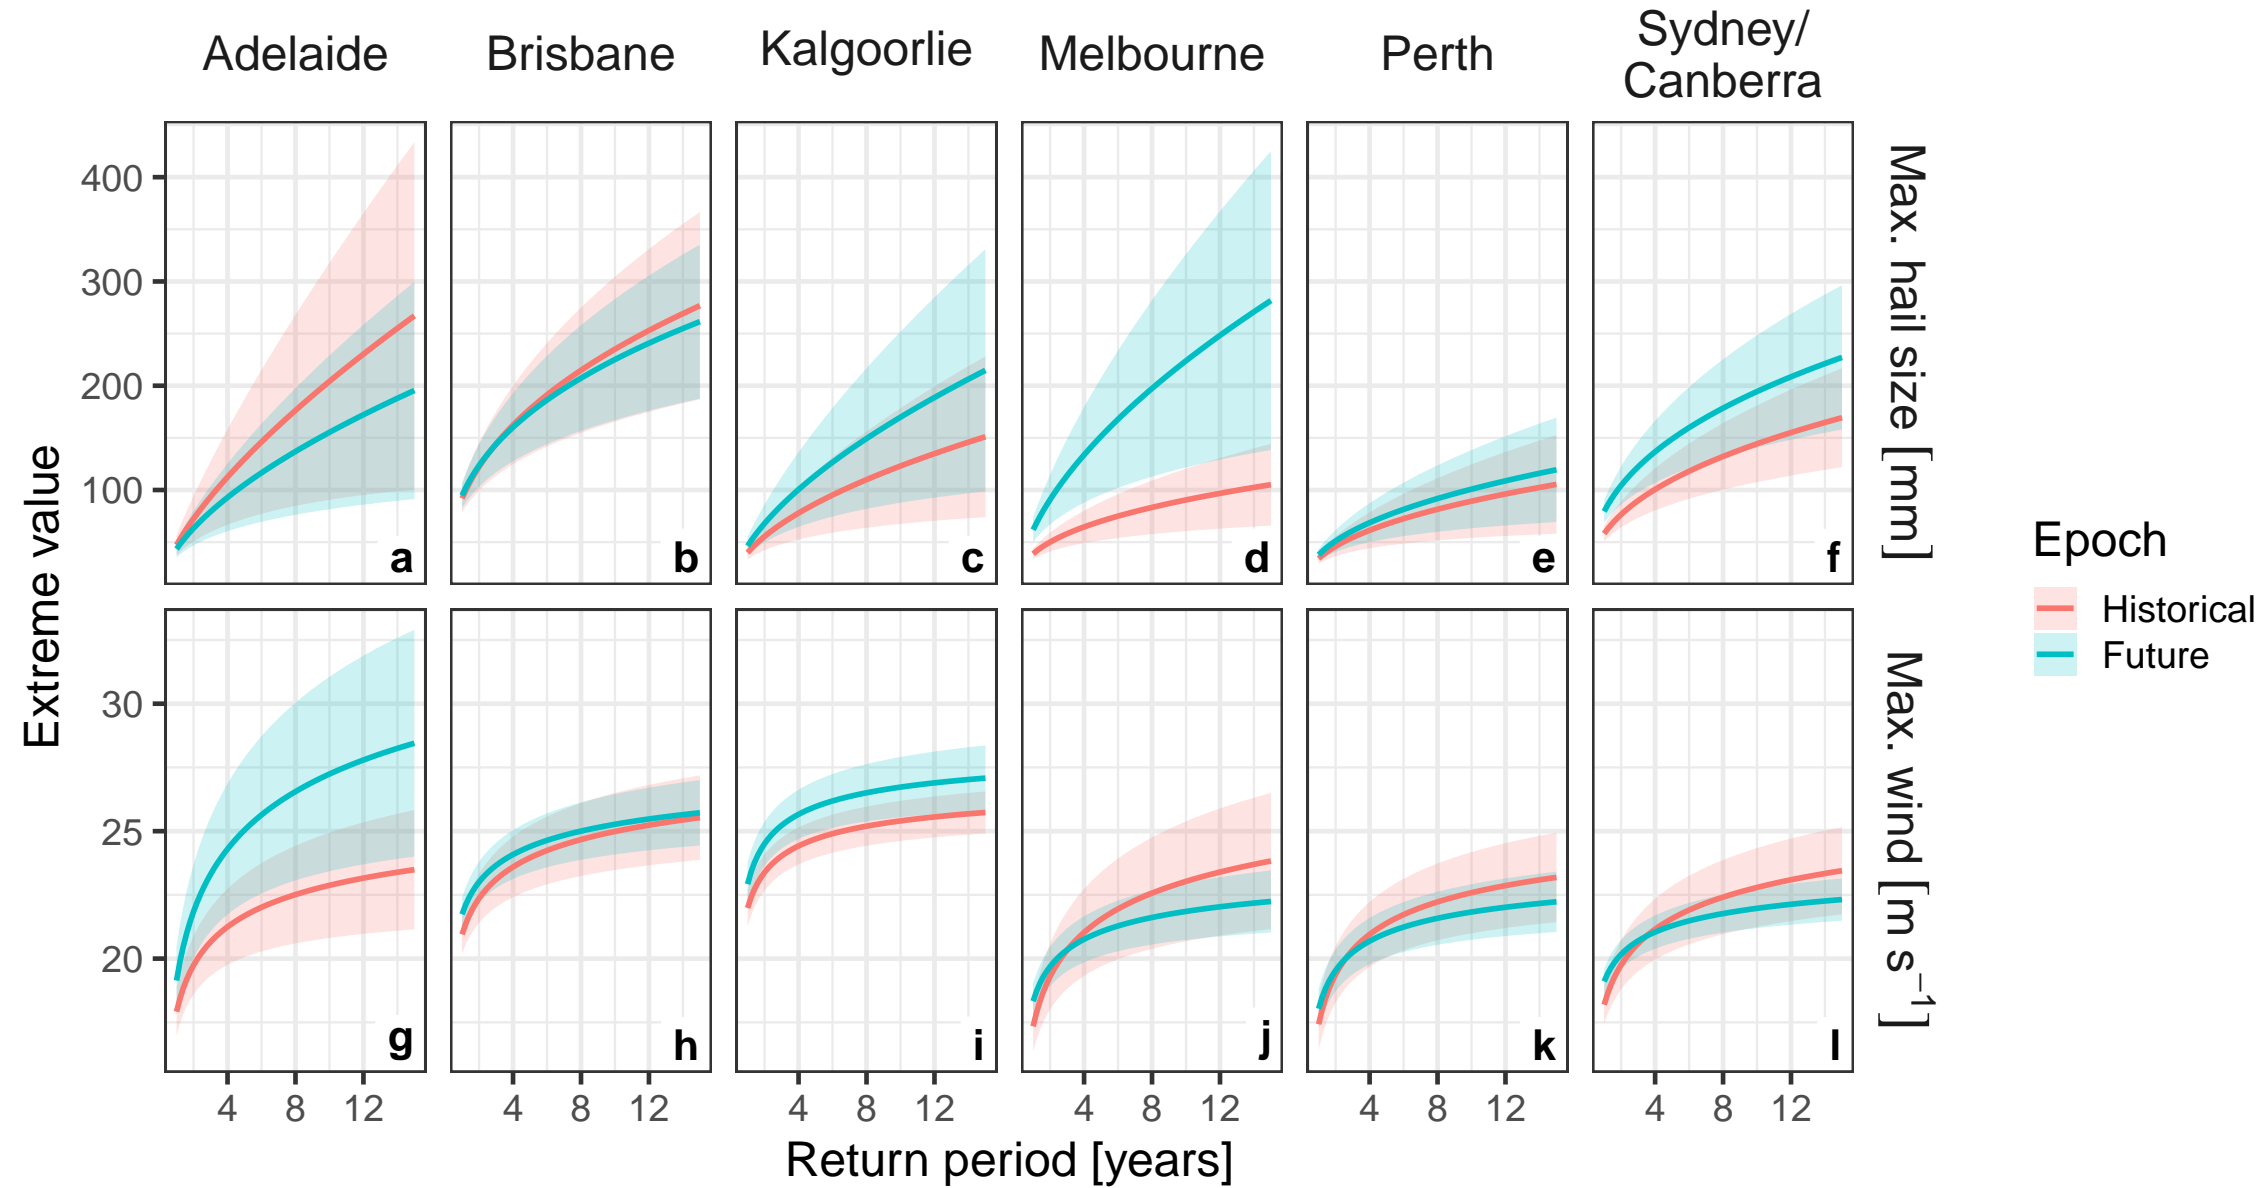 Adelaide
Brisbane
Kalgoorlie
Melbourne
Perth
Sydney/
Canberra
400
300
200
100
a
b
c
d
e
f
Max. hail size [mm]
Extreme value
30
25
20
g
h
i
j
k
l
Max. wind [m s⁻¹]
4 8 12
4 8 12
4 8 12
4 8 12
4 8 12
4 8 12
Return period [years]
Epoch
Historical
Future